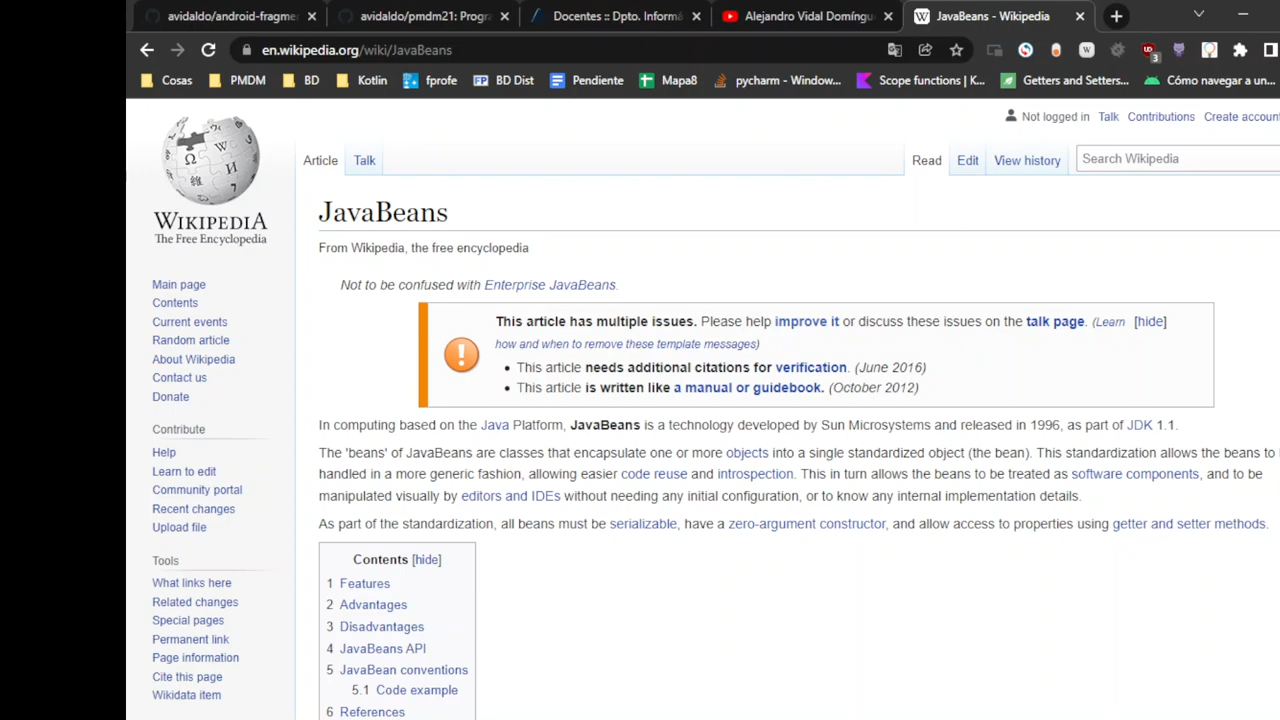 avidaldo/android-fragme
avidaldo/pmdm21: Progr
Docentes :: Dpto. Informá
Alejandro Vidal Domíngu
JavaBeans - Wikipedia
en.wikipedia.org/wiki/JavaBeans
3
Cosas
PMDM
BD
Kotlin
fprofe
FP BD Dist
Pendiente
Mapa8
pycharm - Window...
Scope functions | K...
Getters and Setters...
Cómo navegar a un...
Not logged in Talk Contributions Create accoun
Article Talk
Read Edit View history
Search Wikipedia
WIKIPEDIA
The Free Encyclopedia
Main page
Contents
Current events
Random article
About Wikipedia
Contact us
Donate
Contribute
Help
Learn to edit
Community portal
Recent changes
Upload file
Tools
What links here
Related changes
Special pages
Permanent link
Page information
Cite this page
Wikidata item
JavaBeans
From Wikipedia, the free encyclopedia
Not to be confused with Enterprise JavaBeans.
This article has multiple issues. Please help improve it or discuss these issues on the talk page. (Learn [hide]
how and when to remove these template messages)
• This article needs additional citations for verification. (June 2016)
• This article is written like a manual or guidebook. (October 2012)
In computing based on the Java Platform, JavaBeans is a technology developed by Sun Microsystems and released in 1996, as part of JDK 1.1.
The 'beans' of JavaBeans are classes that encapsulate one or more objects into a single standardized object (the bean). This standardization allows the beans to
handled in a more generic fashion, allowing easier code reuse and introspection. This in turn allows the beans to be treated as software components, and to be
manipulated visually by editors and IDEs without needing any initial configuration, or to know any internal implementation details.
As part of the standardization, all beans must be serializable, have a zero-argument constructor, and allow access to properties using getter and setter methods.
Contents [hide]
1 Features
2 Advantages
3 Disadvantages
4 JavaBeans API
5 JavaBean conventions
5.1 Code example
6 References